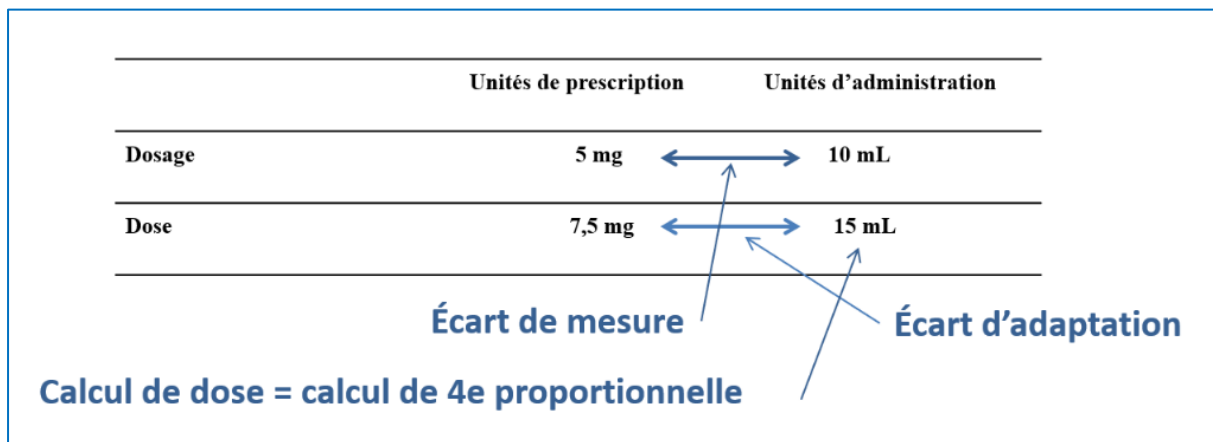 Unités de prescription Unités d'administration
Dosage 5 mg 10 mL
Dose 7,5 mg 15 mL
Écart de mesure Écart d'adaptation
Calcul de dose = calcul de 4e proportionnelle